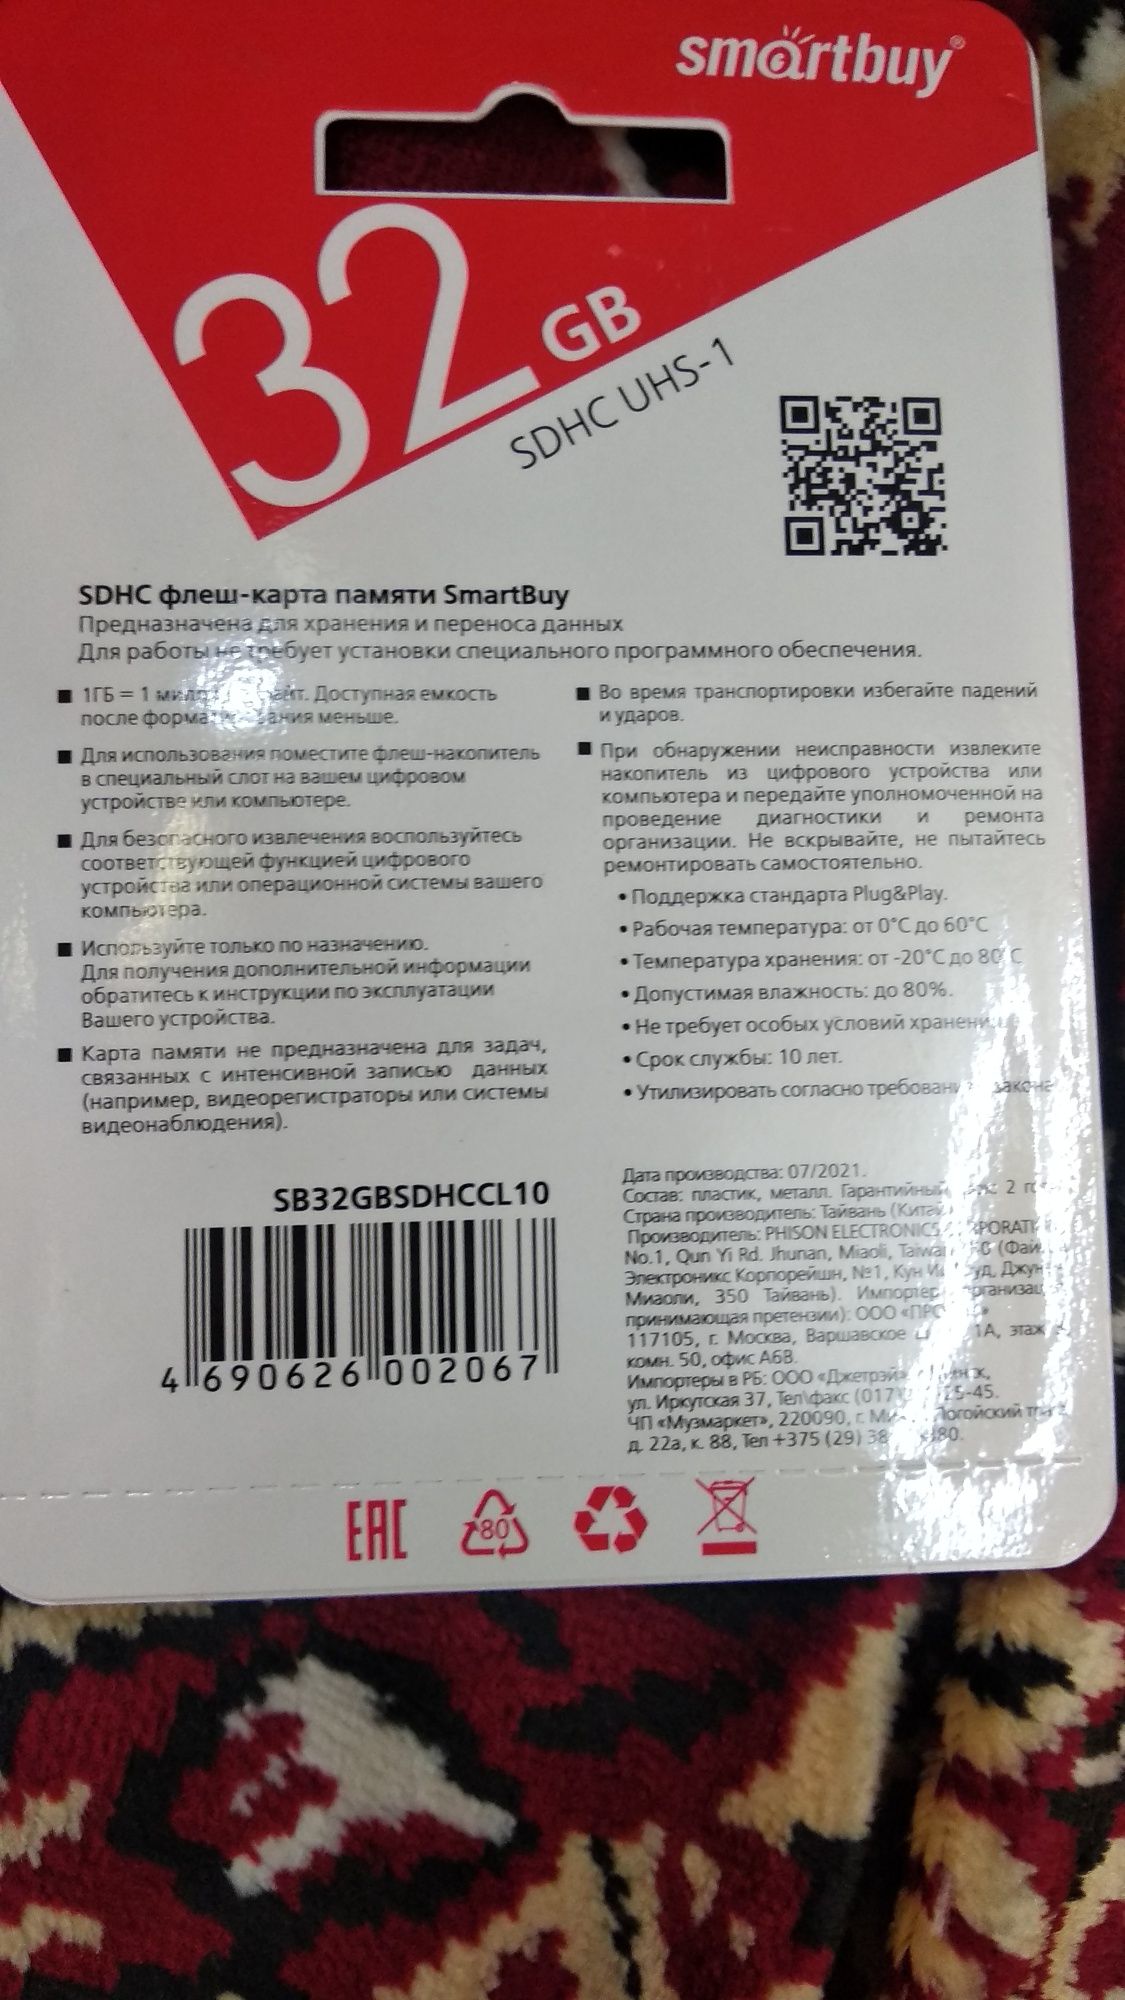 smartbuy®
32 GB
SDHC UHS-1
SDHC флеш-карта памяти SmartBuy
Предназначена для хранения и переноса данных
Для работы не требует установки специального программного обеспечения.
1ГБ = 1 Доступная емкость
после форматирования меньше.
Для использования поместите флеш-накопитель
в специальный слот на вашем цифровом
устройстве или компьютере.
Для безопасного извлечения воспользуйтесь
соответствующей функцией цифрового
устройства или операционной системы вашего
компьютера.
Используйте только по назначению.
Для получения дополнительной информации
обратитесь к инструкции по эксплуатации
Вашего устройства.
Карта памяти не предназначена для задач,
связанных с интенсивной записью данных
(например, видеорегистраторы или системы
видеонаблюдения).
Во время транспортировки избегайте падений
и ударов.
При обнаружении неисправности извлеките
накопитель из цифрового устройства или
компьютера и передайте уполномоченной на
проведение диагностики и ремонта
организации. Не вскрывайте, не пытайтесь
ремонтировать самостоятельно.
• Поддержка стандарта Plug&Play.
• Рабочая температура: от 0°C до 60°C
• Температура хранения: от -20°C до 80°C
• Допустимая влажность: до 80%.
• Не требует особых условий хранения
• Срок службы: 10 лет.
• Утилизировать согласно
SB32GBSDHCCL10
4 690626 002067
Дата производства: 07/2021.
Состав: пластик, металл. Гарантийный 2
Страна производитель: Тайвань (Китай)
Производитель: PHISON ELECTRONICS
No.1, Qun Yi Rd. Jhunan, Miaoli,
Электроникс Корпорейшн, №1, Кун
Миаоли, 350 Тайвань). Импортер
принимающая претензии): ООО
117105, г. Москва, Варшавское 1А, этаж
комн. 50, офис А6В.
Импортеры в РБ: ООО «Джетрэйд»
ул. Иркутская 37, Тел\факс (017)
ЧП «Музмаркет», 220090, г. Логойский
д. 22а, к. 88, Тел +375 (29)
EAC
80